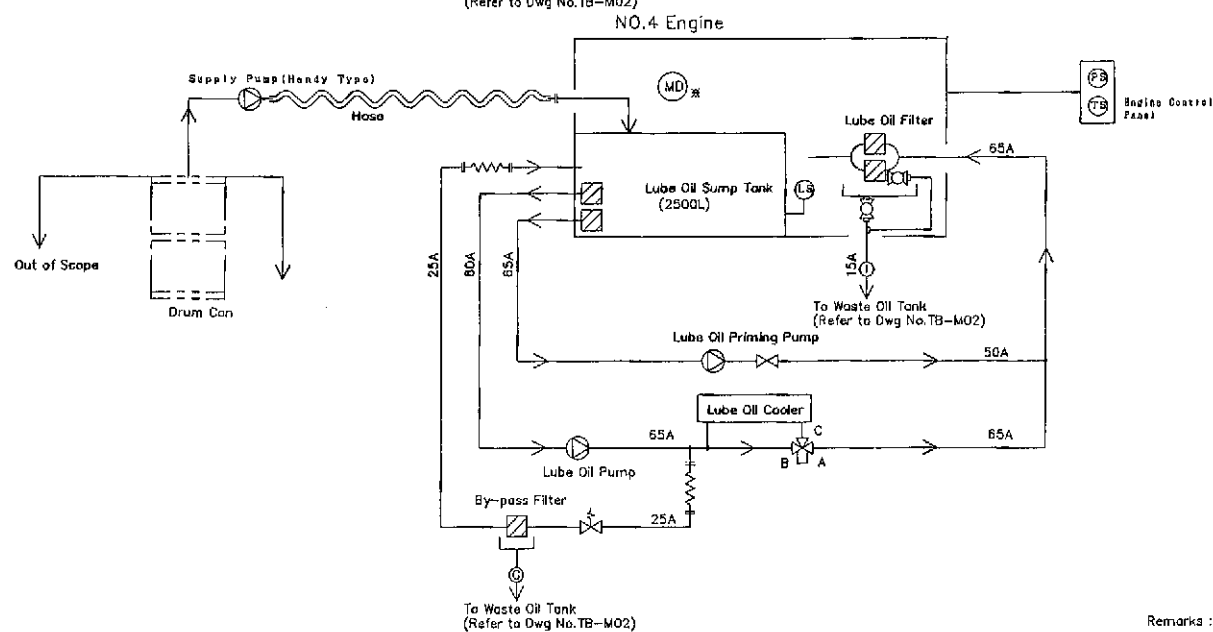 (Refer to Dwg No.TB-M02)
NO.4 Engine
Supply Pump(Handy Type)
Hose
MD
※
PS
TS
Engine Control
Panel
Lube Oil Filter
65A
Lube Oil Sump Tank
(2500L)
LS
Out of Scope
Drum Can
25A
80A
65A
15A
I
To Waste Oil Tank
(Refer to Dwg No.TB-M02)
Lube Oil Priming Pump
50A
Lube Oil Cooler
C
65A
B
A
65A
Lube Oil Pump
By-pass Filter
25A
G
To Waste Oil Tank
(Refer to Dwg No.TB-M02)
Remarks :